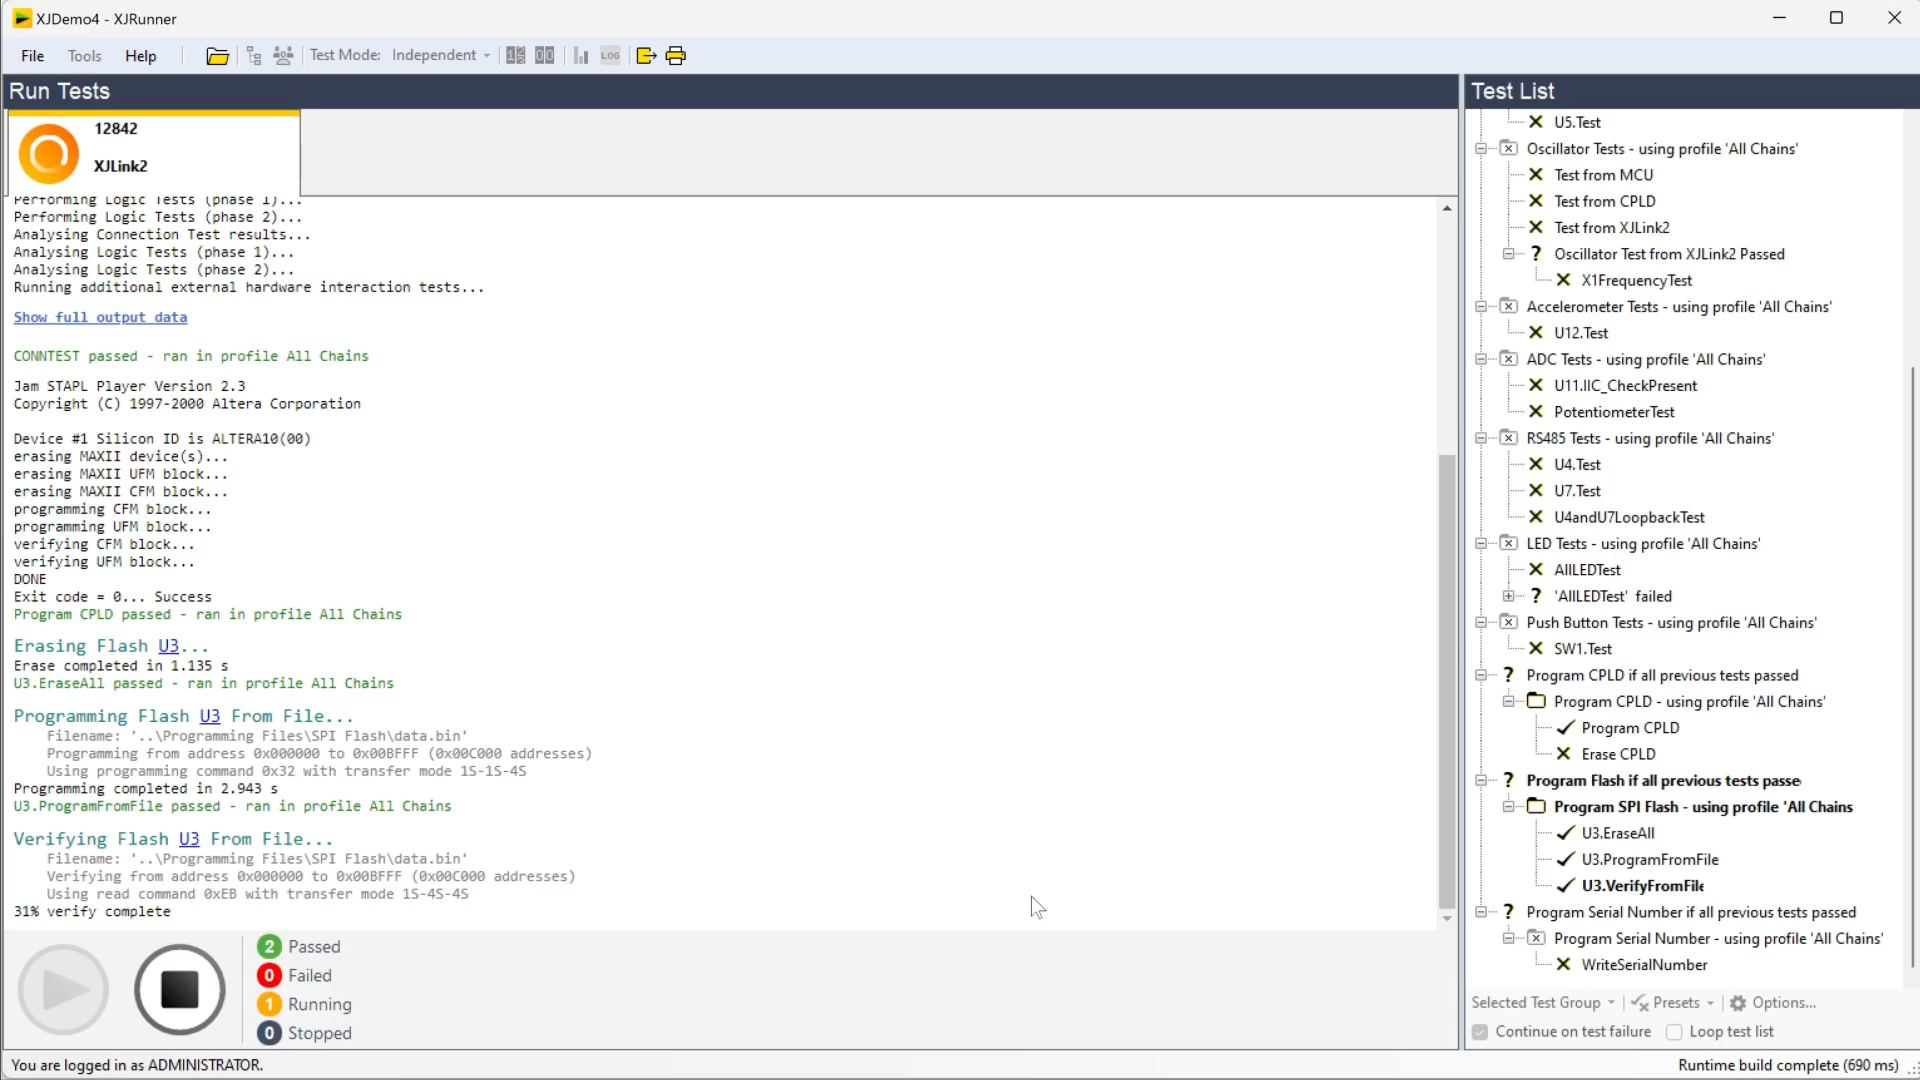 XJDemo4 - XJRunner
File Tools Help Test Mode: Independent LOG
Run Tests
12842
XJLink2
Performing Logic Tests (phase 1)...
Performing Logic Tests (phase 2)...
Analysing Connection Test results...
Analysing Logic Tests (phase 1)...
Analysing Logic Tests (phase 2)...
Running additional external hardware interaction tests...
Show full output data
CONNTEST passed - ran in profile All Chains
Jam STAPL Player Version 2.3
Copyright (C) 1997-2000 Altera Corporation
Device #1 Silicon ID is ALTERA10(00)
erasing MAXII device(s)...
erasing MAXII UFM block...
erasing MAXII CFM block...
programming CFM block...
programming UFM block...
verifying CFM block...
verifying UFM block...
DONE
Exit code = 0... Success
Program CPLD passed - ran in profile All Chains
Erasing Flash U3...
Erase completed in 1.135 s
U3.EraseAll passed - ran in profile All Chains
Programming Flash U3 From File...
Filename: '..\Programming Files\SPI Flash\data.bin'
Programming from address 0x000000 to 0x00BFFF (0x00C000 addresses)
Using programming command 0x32 with transfer mode 1S-1S-4S
Programming completed in 2.943 s
U3.ProgramFromFile passed - ran in profile All Chains
Verifying Flash U3 From File...
Filename: '..\Programming Files\SPI Flash\data.bin'
Verifying from address 0x000000 to 0x00BFFF (0x00C000 addresses)
Using read command 0xEB with transfer mode 1S-4S-4S
31% verify complete
2 Passed
0 Failed
1 Running
0 Stopped
Test List
U5.Test
Oscillator Tests - using profile 'All Chains'
Test from MCU
Test from CPLD
Test from XJLink2
? Oscillator Test from XJLink2 Passed
X1FrequencyTest
Accelerometer Tests - using profile 'All Chains'
U12.Test
ADC Tests - using profile 'All Chains'
U11.IIC_CheckPresent
PotentiometerTest
RS485 Tests - using profile 'All Chains'
U4.Test
U7.Test
U4andU7LoopbackTest
LED Tests - using profile 'All Chains'
AllLEDTest
? 'AllLEDTest' failed
Push Button Tests - using profile 'All Chains'
SW1.Test
? Program CPLD if all previous tests passed
Program CPLD - using profile 'All Chains'
Program CPLD
Erase CPLD
? Program Flash if all previous tests passe
Program SPI Flash - using profile 'All Chains
U3.EraseAll
U3.ProgramFromFile
U3.VerifyFromFile
? Program Serial Number if all previous tests passed
Program Serial Number - using profile 'All Chains'
WriteSerialNumber
Selected Test Group Presets Options...
Continue on test failure Loop test list
You are logged in as ADMINISTRATOR.
Runtime build complete (690 ms)